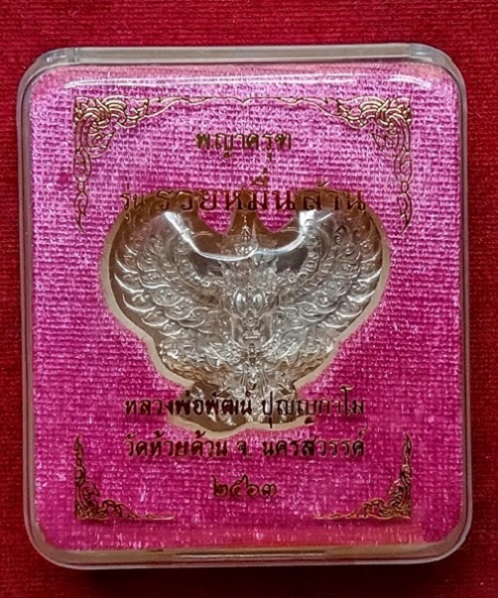 พญาครุฑ
รุ่น รวยหมื่นล้าน
หลวงพ่อพัฒน์ ปุญฺญกาโม
วัดห้วยด้วน จ. นครสวรรค์
๒๕๖๓